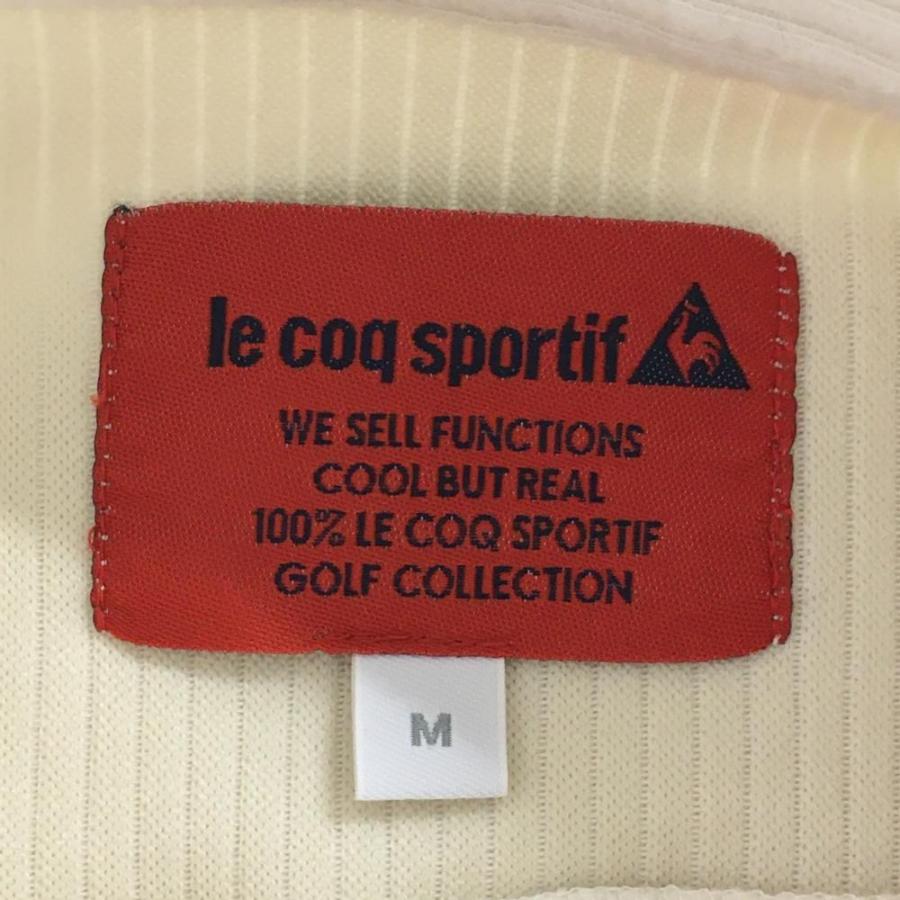 le coq sportif
WE SELL FUNCTIONS
COOL BUT REAL
100% LE COQ SPORTIF
GOLF COLLECTION
M